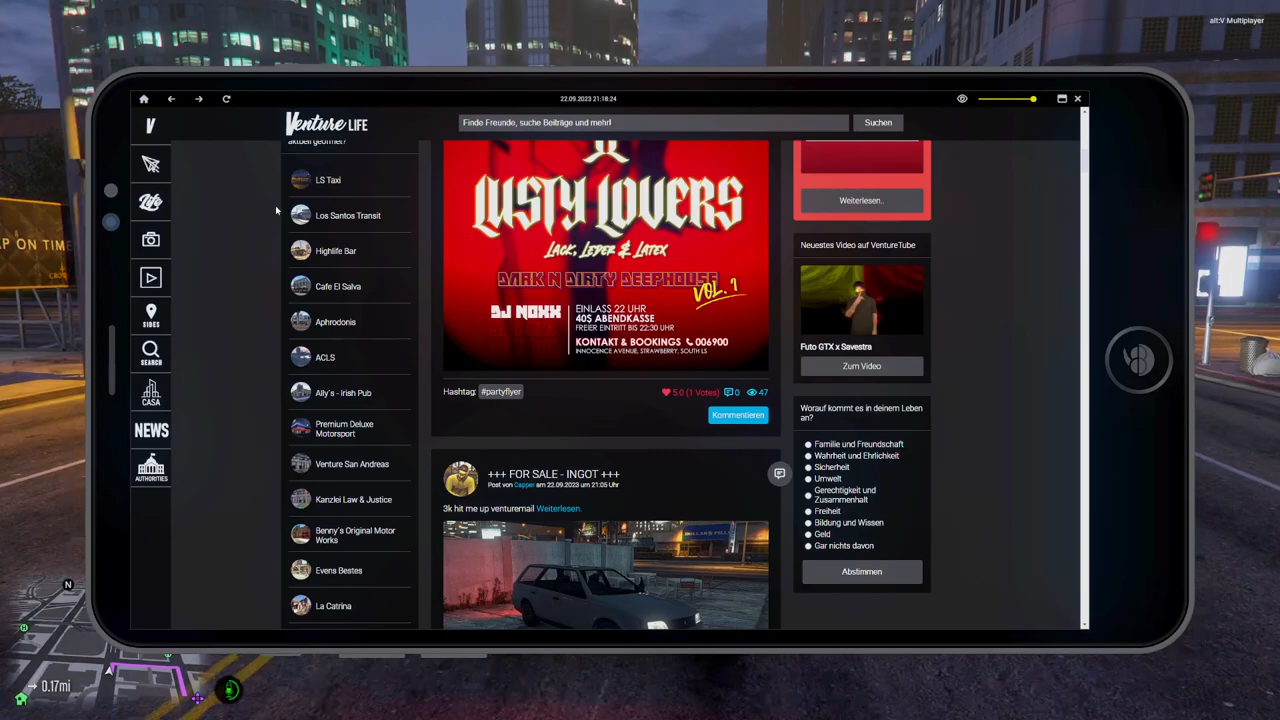 alt:V Multiplayer
22.09.2023 21:18:24
Venture LIFE
Finde Freunde, suche Beiträge und mehr!
Suchen
V
Life
SIDES
SEARCH
CASA
NEWS
AUTHORITIES
aktuell geöffnet?
LS Taxi
Los Santos Transit
Highlife Bar
Cafe El Salva
Aphrodonis
ACLS
Ally´s - Irish Pub
Premium Deluxe
Motorsport
Venture San Andreas
Kanzlei Law & Justice
Benny´s Original Motor
Works
Evens Bestes
La Catrina
LUSTY LOVERS
LACK, LEDER & LATEX
DARK N DIRTY DEEPHOUSE
VOL. 1
DJ NOXX
EINLASS 22 UHR
40$ ABENDKASSE
FREIER EINTRITT BIS 22:30 UHR
KONTAKT & BOOKINGS 006900
INNOCENCE AVENUE, STRAWBERRY, SOUTH LS
Hashtag: #partyflyer
5.0 (1 Votes) 0 47
Kommentieren
+++ FOR SALE - INGOT +++
Post von Capper am 22.09.2023 um 21:05 Uhr
3k hit me up venturemail Weiterlesen.
Weiterlesen..
Neuestes Video auf VentureTube
Futo GTX x Savestra
Zum Video
Worauf kommt es in deinem Leben
an?
Familie und Freundschaft
Wahrheit und Ehrlichkeit
Sicherheit
Umwelt
Gerechtigkeit und
Zusammenhalt
Freiheit
Bildung und Wissen
Geld
Gar nichts davon
Abstimmen
P ON TIME
N
0.17mi